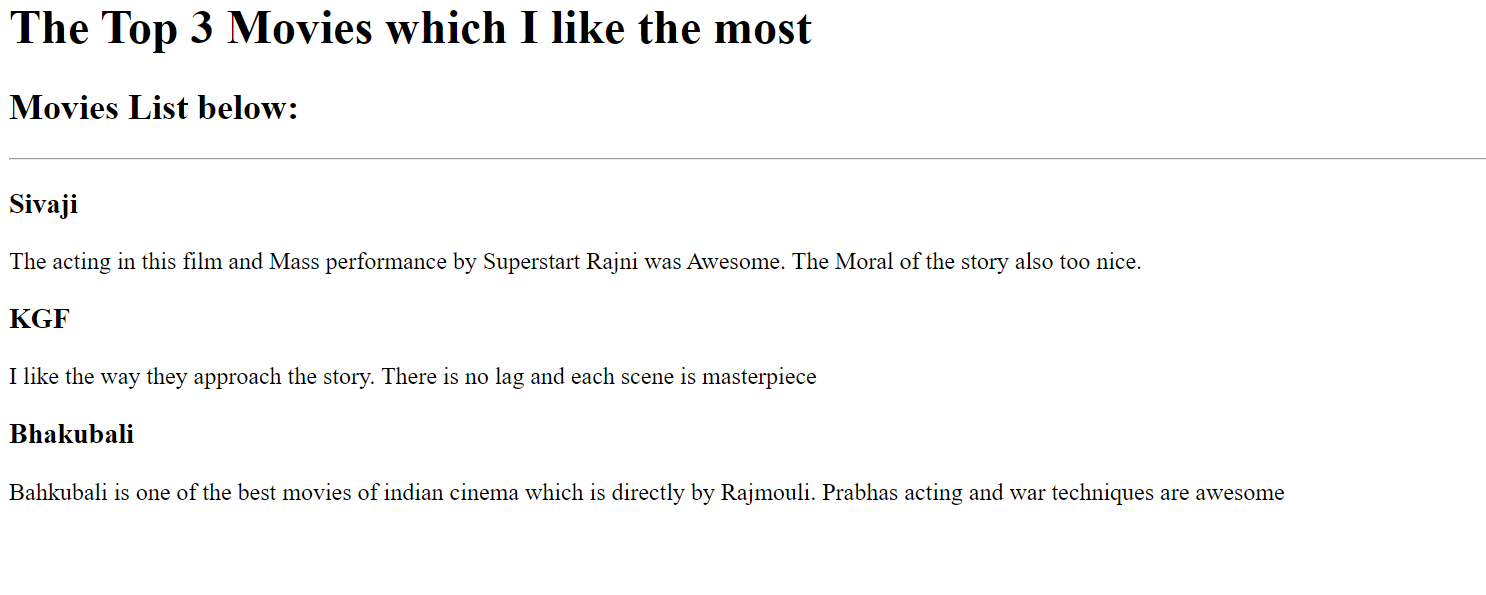 The Top 3 Movies which I like the most
Movies List below:
Sivaji
The acting in this film and Mass performance by Superstart Rajni was Awesome. The Moral of the story also too nice.
KGF
I like the way they approach the story. There is no lag and each scene is masterpiece
Bhakubali
Bahkubali is one of the best movies of indian cinema which is directly by Rajmouli. Prabhas acting and war techniques are awesome